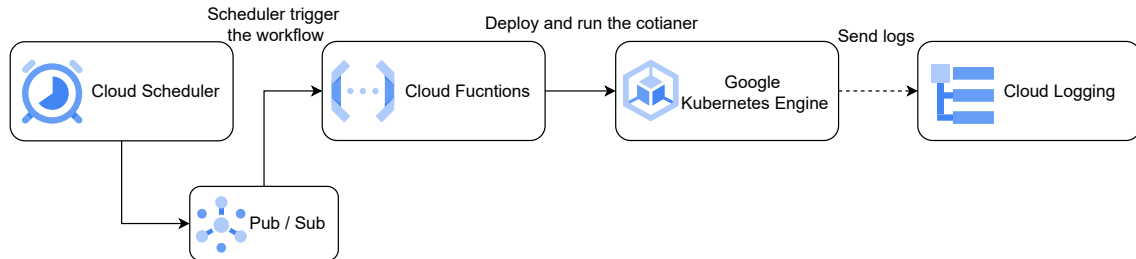 Scheduler trigger
the workflow
Deploy and run the cotianer
Send logs
Cloud Scheduler
Cloud Fucntions
Google
Kubernetes Engine
Cloud Logging
Pub / Sub